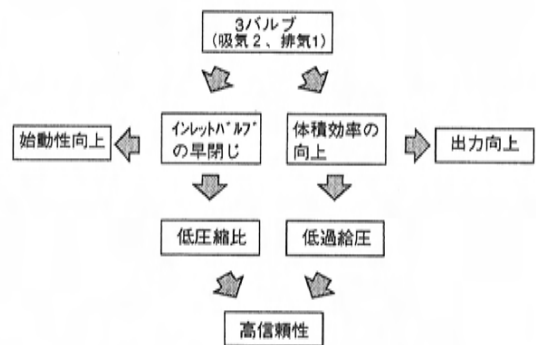 3バルブ
(吸気2、排気1)
始動性向上
インレットバルブ
の早閉じ
体積効率の
向上
出力向上
低圧縮比
低過給圧
高信頼性